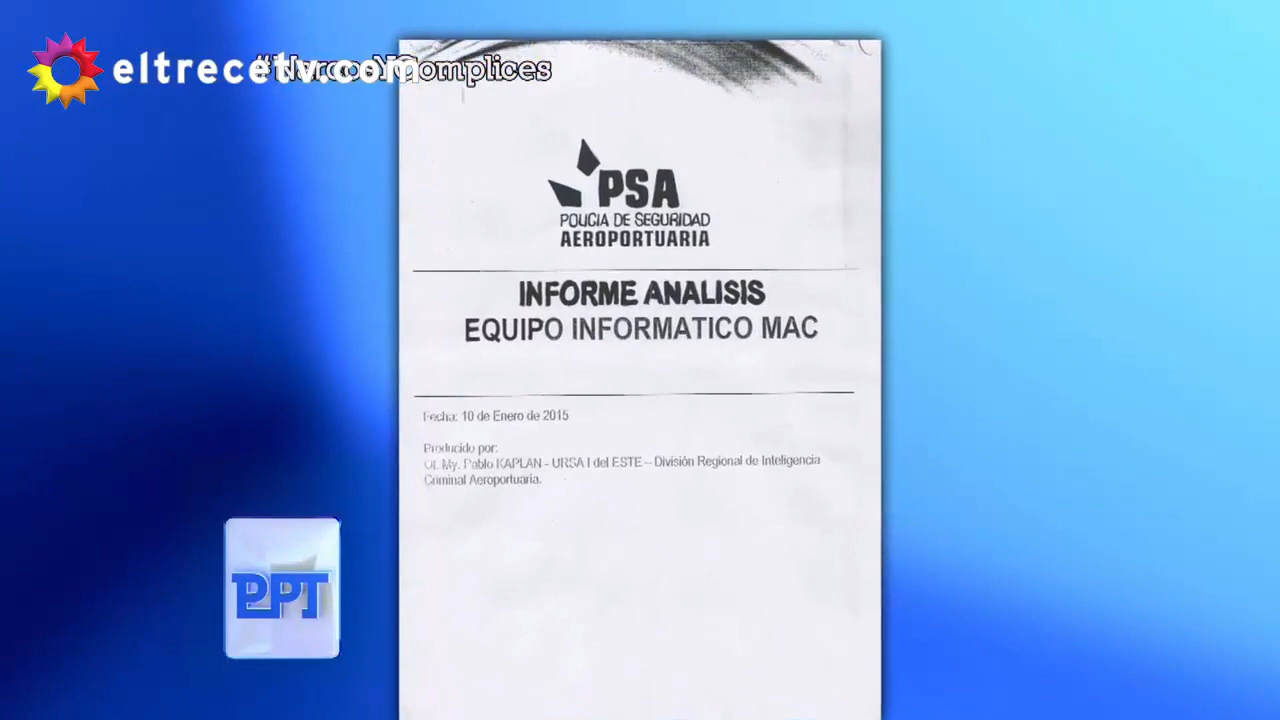 eltrecetv.com
PSA
POLICIA DE SEGURIDAD
AEROPORTUARIA
INFORME ANALISIS
EQUIPO INFORMATICO MAC
Fecha: 10 de Enero de 2015
Producido por:
Of. My. Pablo KAPLAN - URSA I del ESTE – División Regional de Inteligencia
Criminal Aeroportuaria.
PPT